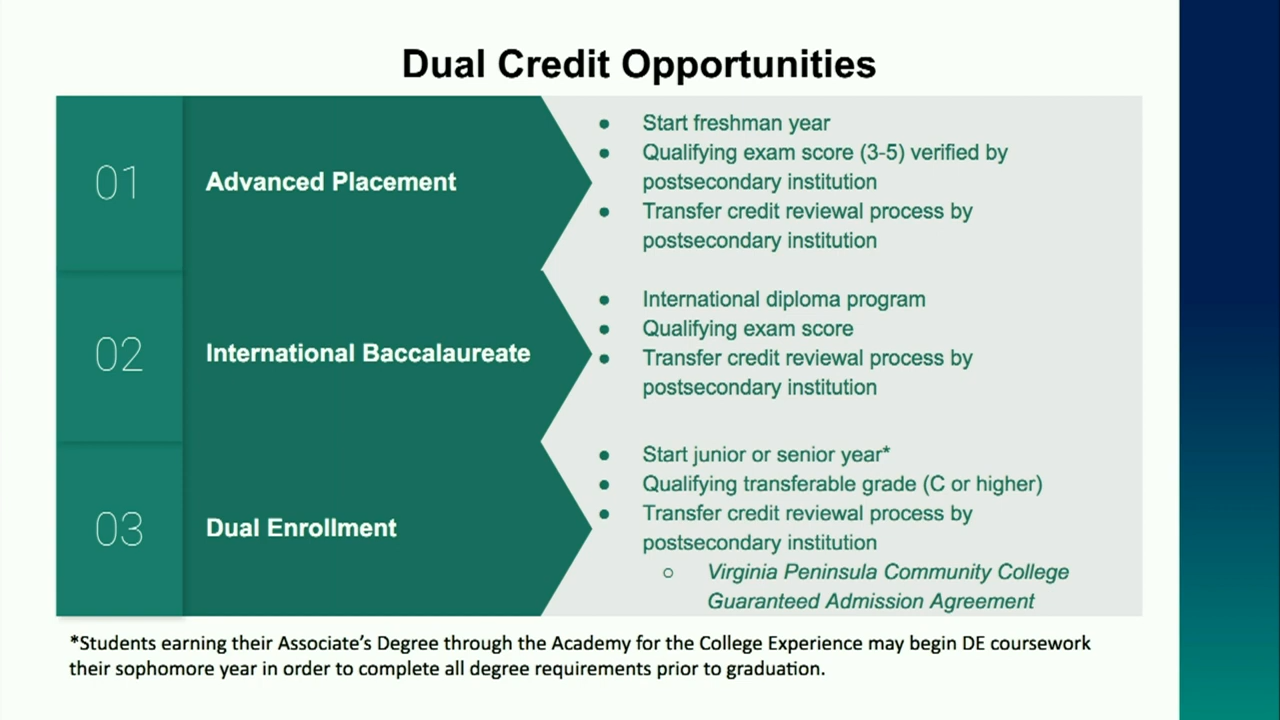 Dual Credit Opportunities
01
Advanced Placement
● Start freshman year
● Qualifying exam score (3-5) verified by
postsecondary institution
● Transfer credit reviewal process by
postsecondary institution
02
International Baccalaureate
● International diploma program
● Qualifying exam score
● Transfer credit reviewal process by
postsecondary institution
03
Dual Enrollment
● Start junior or senior year*
● Qualifying transferable grade (C or higher)
● Transfer credit reviewal process by
postsecondary institution
○ Virginia Peninsula Community College
Guaranteed Admission Agreement
*Students earning their Associate’s Degree through the Academy for the College Experience may begin DE coursework
their sophomore year in order to complete all degree requirements prior to graduation.